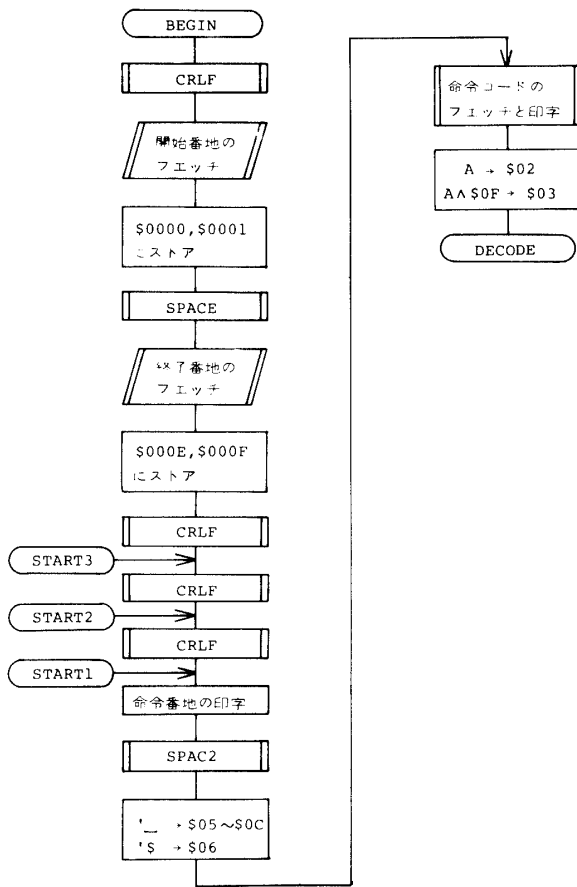 BEGIN
CRLF
開始番地の
フエッチ
$0000,$0001
にストア
SPACE
終了番地の
フェッチ
$000E,$000F
にストア
CRLF
START3
CRLF
START2
CRLF
START1
命令番地の印字
SPAC2
'_ → $05〜$0C
'$ → $06
命令コードの
フェッチと印字
A → $02
A∧$0F→ $03
DECODE